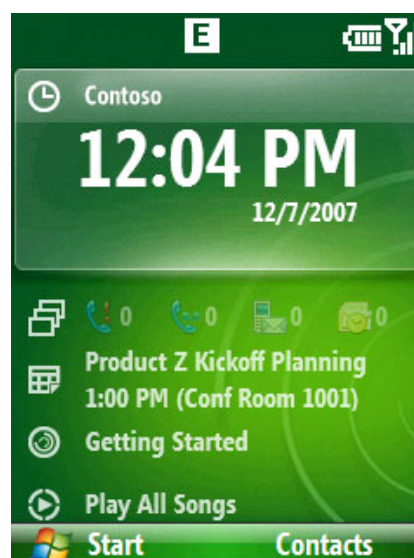 E
Contoso
12:04 PM
12/7/2007
0 0 0 0
Product Z Kickoff Planning
1:00 PM (Conf Room 1001)
Getting Started
Play All Songs
Start Contacts